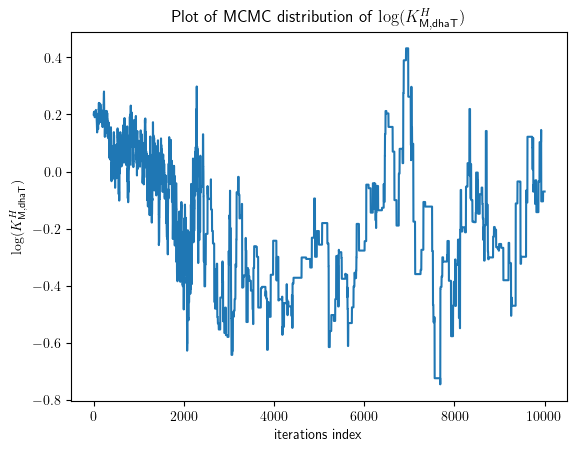 Plot of MCMC distribution of log(K^H_M,dhaT)
log(K^H_M,dhaT)
0.4
0.2
0.0
−0.2
−0.4
−0.6
−0.8
0 2000 4000 6000 8000 10000
iterations index